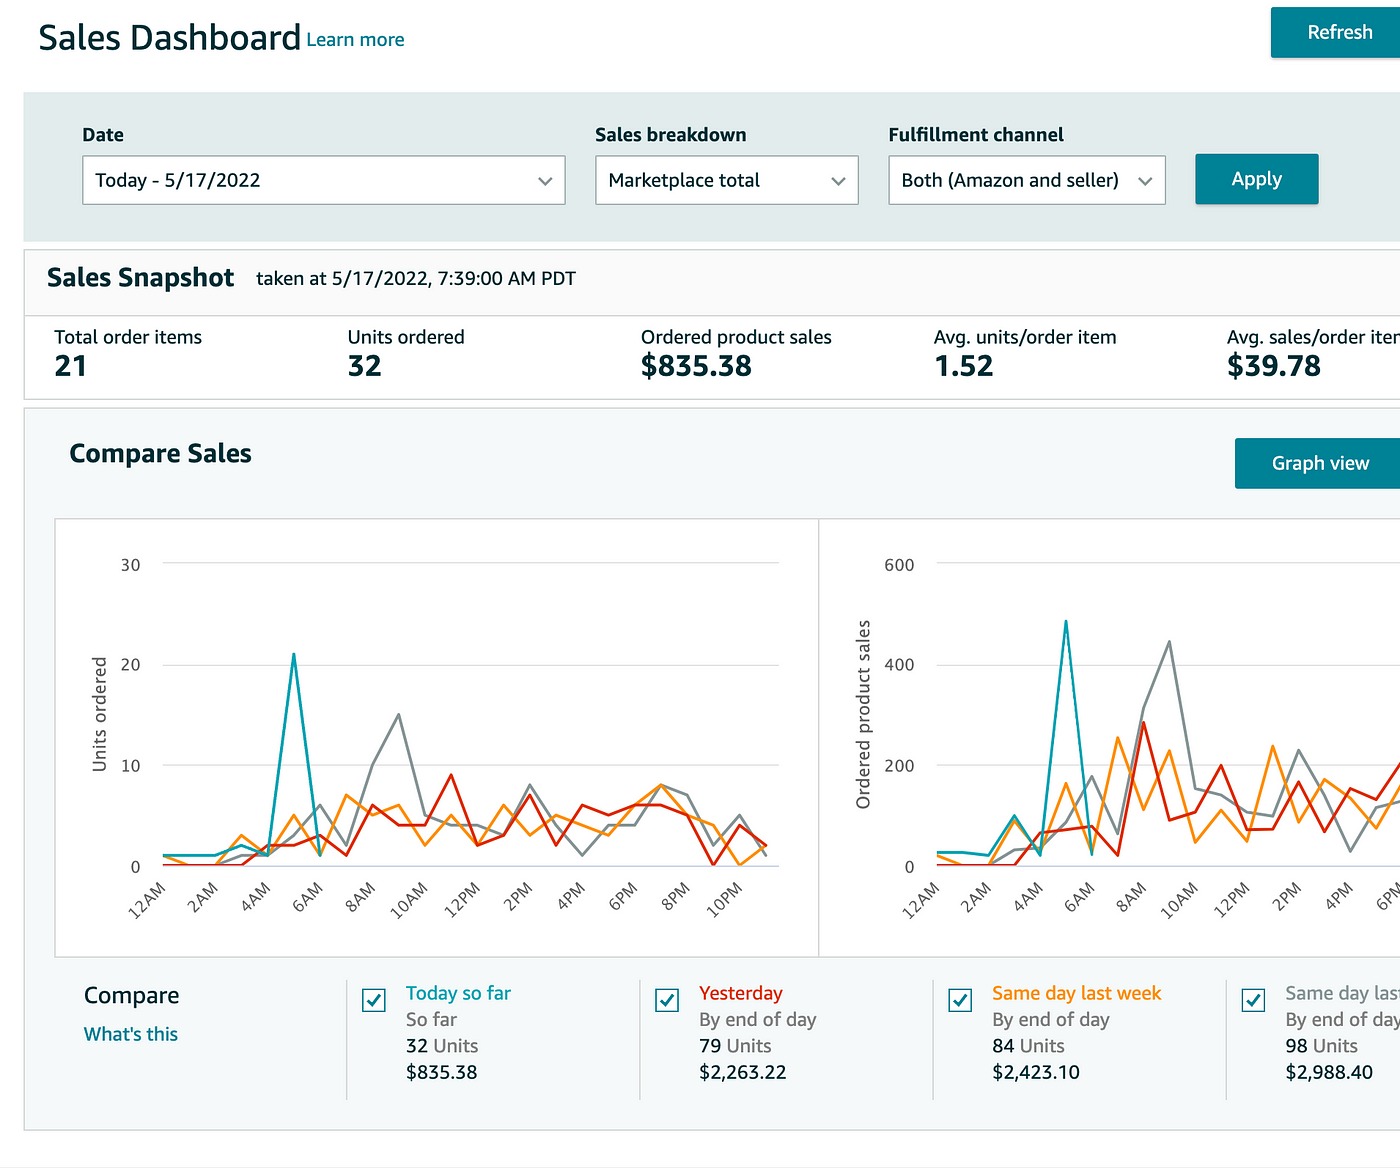 Sales Dashboard Learn more
Refresh
Date
Sales breakdown
Fulfillment channel
Today - 5/17/2022
Marketplace total
Both (Amazon and seller)
Apply
Sales Snapshot taken at 5/17/2022, 7:39:00 AM PDT
Total order items
21
Units ordered
32
Ordered product sales
$835.38
Avg. units/order item
1.52
Avg. sales/order iter
$39.78
Compare Sales
Graph view
Units ordered
30
20
10
0
12AM
2AM
4AM
6AM
8AM
10AM
12PM
2PM
4PM
6PM
8PM
10PM
Ordered product sales
600
400
200
0
12AM
2AM
4AM
6AM
8AM
10AM
12PM
2PM
4PM
6PM
Compare
What's this
Today so far
So far
32 Units
$835.38
Yesterday
By end of day
79 Units
$2,263.22
Same day last week
By end of day
84 Units
$2,423.10
Same day las
By end of day
98 Units
$2,988.40